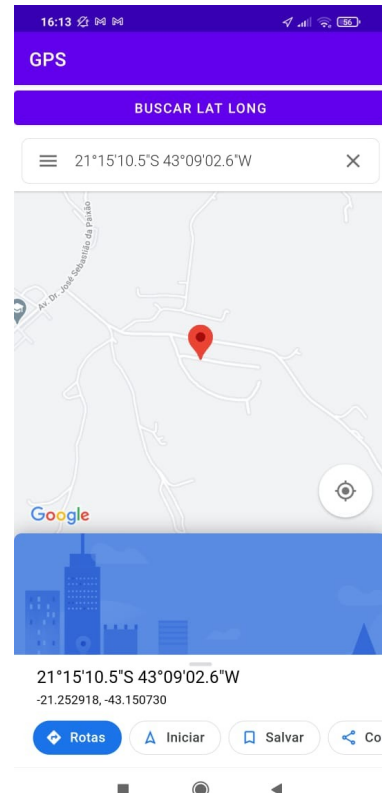 16:13
56
GPS
BUSCAR LAT LONG
21°15'10.5"S 43°09'02.6"W
Av. Dr. José Sebastião da Paixão
Google
21°15'10.5"S 43°09'02.6"W
-21.252918, -43.150730
Rotas Iniciar Salvar Co